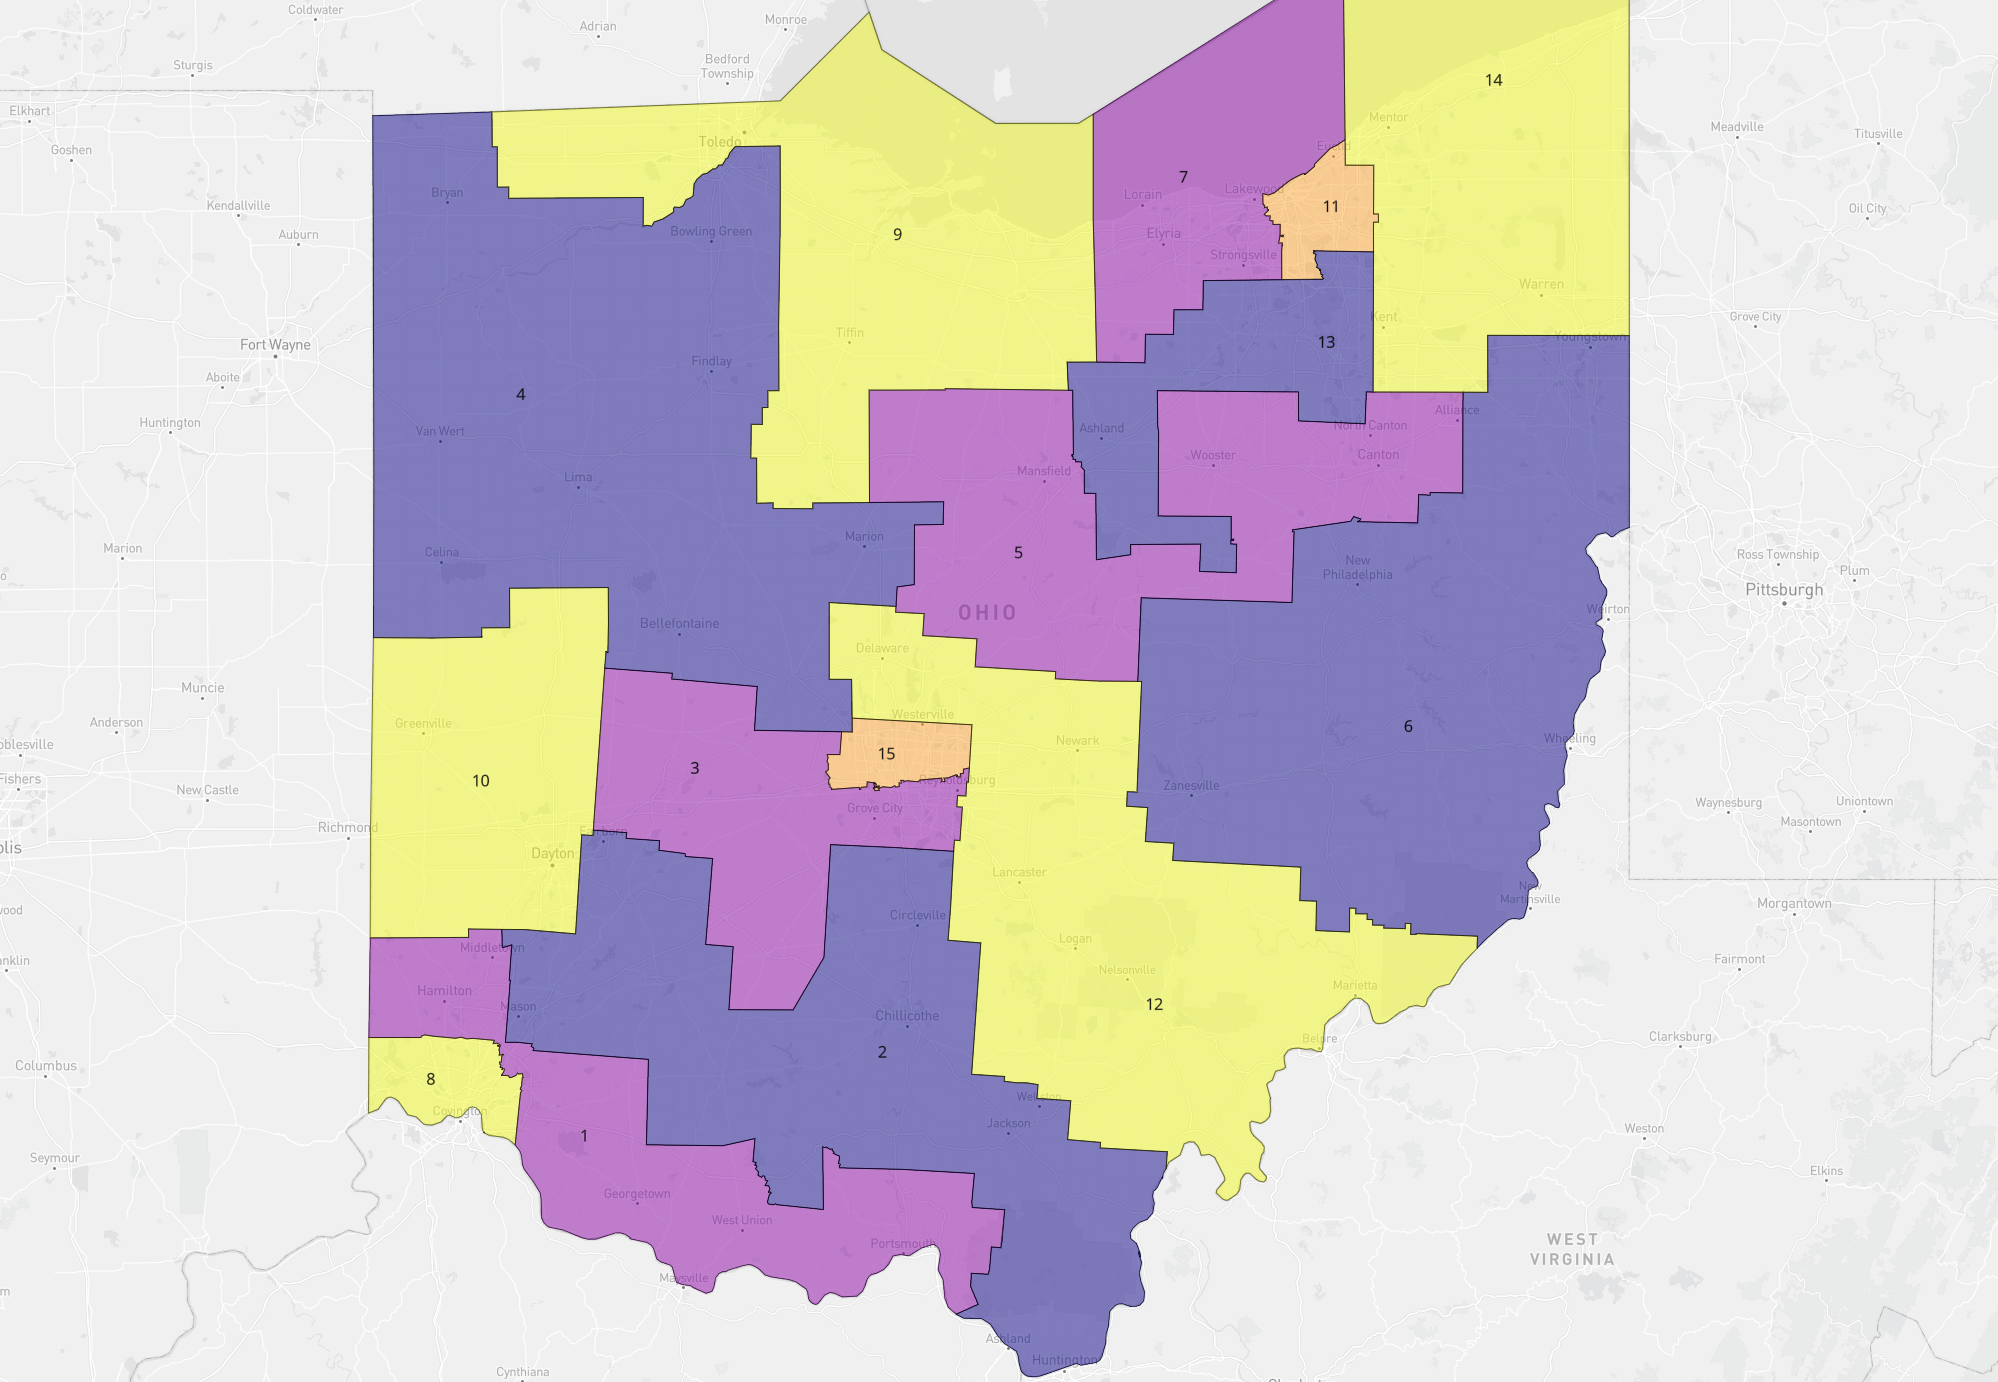 Coldwater
Monroe
Adrian
Sturgis
Bedford
Township
14
Elkhart
Mentor
Meadville
Titusville
Goshen
Toledo
Euclid
Bryan
7
Lorain
Lakewood
Kendallville
11
Oil City
Auburn
Bowling Green
9
Elyria
Strongsville
Warren
Kent
Grove City
Fort Wayne
Tiffin
13
Youngstown
Findlay
Aboite
4
Alliance
Huntington
Van Wert
Ashland
North Canton
Wooster
Canton
Lima
Mansfield
Marion
Marion
Celina
5
New
Philadelphia
Ross Township
Plum
Pittsburgh
OHIO
Weirton
Bellefontaine
Delaware
Muncie
Anderson
Greenville
Westerville
6
Newark
Wheeling
oblesville
15
3
Fishers
10
Reynoldsburg
Zanesville
New Castle
Grove City
Waynesburg
Uniontown
Masontown
Richmond
Fairborn
olis
Dayton
Lancaster
New
Martinsville
Morgantown
wood
Circleville
Logan
Middletown
Nelsonville
Fairmont
anklin
Hamilton
Marietta
Mason
12
Chillicothe
Clarksburg
Belpre
2
Columbus
8
Wellston
Covington
Jackson
Weston
1
Seymour
Elkins
Georgetown
West Union
Portsmouth
WEST
VIRGINIA
Maysville
m
Ashland
Huntington
Cynthiana